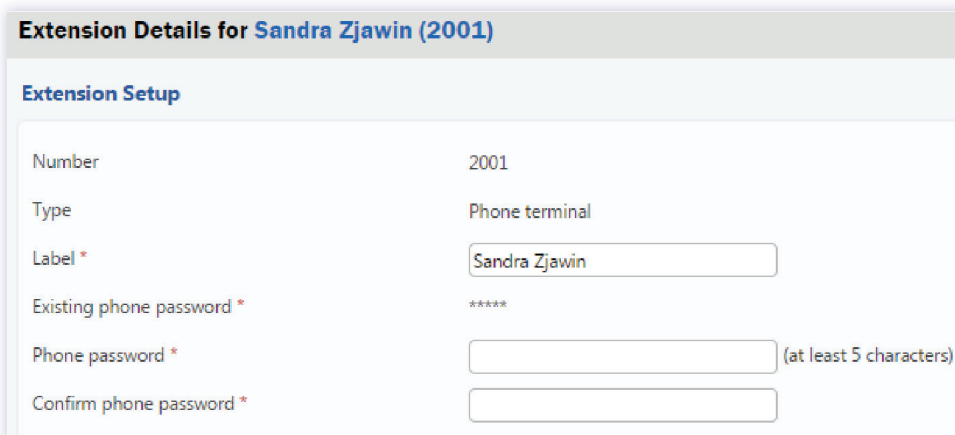 Extension Details for Sandra Zjawin (2001)
Extension Setup
Number 2001
Type Phone terminal
Label * Sandra Zjawin
Existing phone password * *****
Phone password * (at least 5 characters)
Confirm phone password *